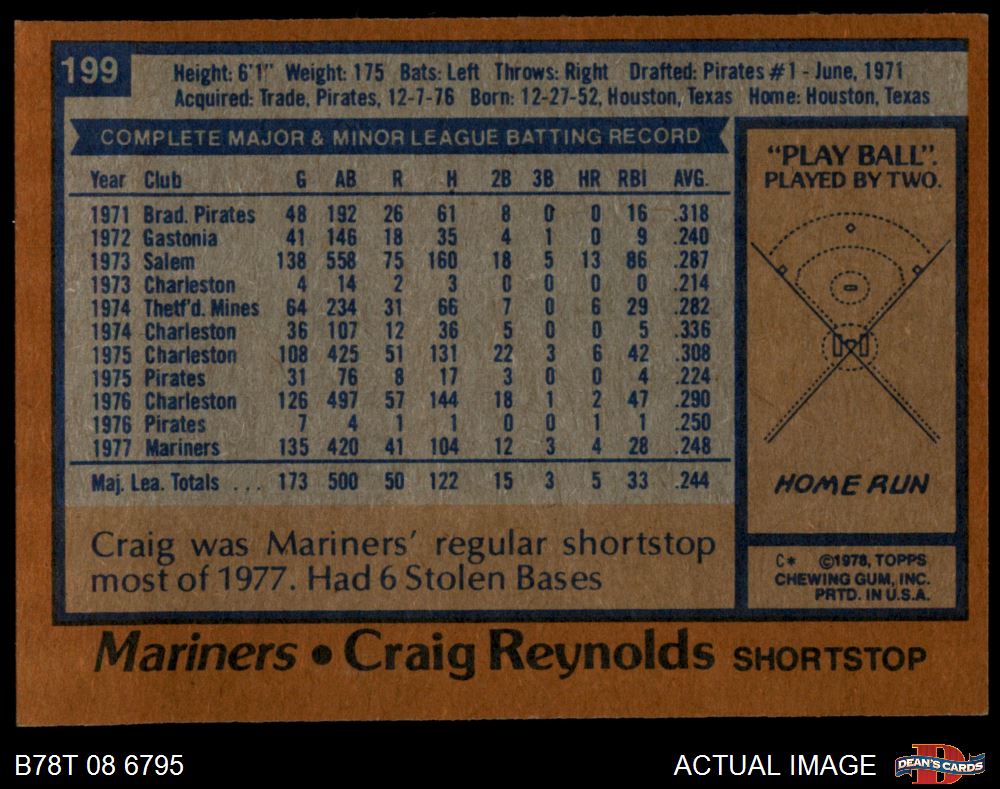 199
Height: 6'1" Weight: 175 Bats: Left Throws: Right Drafted: Pirates #1 - June, 1971
Acquired: Trade, Pirates, 12-7-76 Born: 12-27-52, Houston, Texas Home: Houston, Texas
COMPLETE MAJOR & MINOR LEAGUE BATTING RECORD
Year Club G AB R H 2B 3B HR RBI AVG.
1971 Brad. Pirates 48 192 26 61 8 0 0 16 .318
1972 Gastonia 41 146 18 35 4 1 0 9 .240
1973 Salem 138 558 75 160 18 5 13 86 .287
1973 Charleston 4 14 2 3 0 0 0 0 .214
1974 Thetf'd. Mines 64 234 31 66 7 0 6 29 .282
1974 Charleston 36 107 12 36 5 0 0 5 .336
1975 Charleston 108 425 51 131 22 3 6 42 .308
1975 Pirates 31 76 8 17 3 0 0 4 .224
1976 Charleston 126 497 57 144 18 1 2 47 .290
1976 Pirates 7 4 1 1 0 0 1 1 .250
1977 Mariners 135 420 41 104 12 3 4 28 .248
Maj. Lea. Totals ... 173 500 50 122 15 3 5 33 .244
Craig was Mariners' regular shortstop
most of 1977. Had 6 Stolen Bases
"PLAY BALL".
PLAYED BY TWO.
HOME RUN
C* ©1978, TOPPS
CHEWING GUM, INC.
PRTD. IN U.S.A.
Mariners • Craig Reynolds SHORTSTOP
B78T 08 6795
ACTUAL IMAGE
D
DEAN'S CARDS